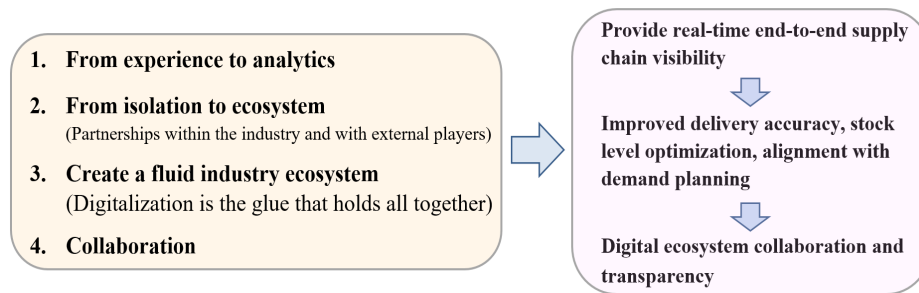 1. From experience to analytics
2. From isolation to ecosystem
(Partnerships within the industry and with external players)
3. Create a fluid industry ecosystem
(Digitalization is the glue that holds all together)
4. Collaboration
Provide real-time end-to-end supply
chain visibility
Improved delivery accuracy, stock
level optimization, alignment with
demand planning
Digital ecosystem collaboration and
transparency